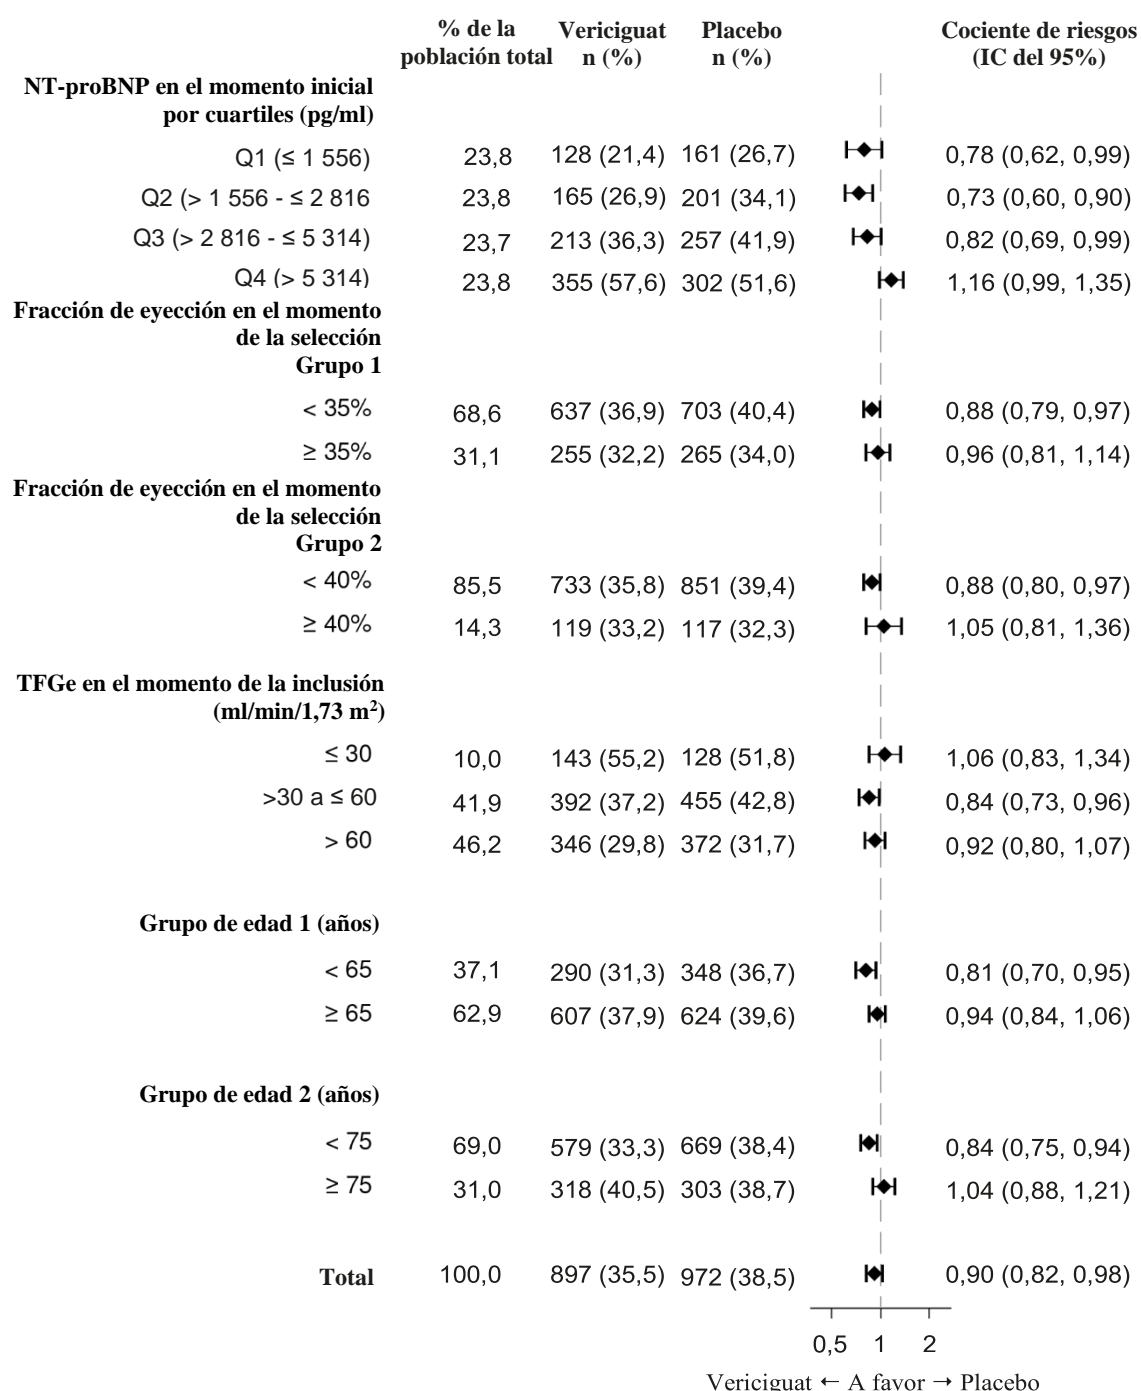 % de la Vericiguat Placebo Cociente de riesgos
población total n (%) n (%) (IC del 95%)
NT-proBNP en el momento inicial
por cuartiles (pg/ml)
Q1 (≤ 1 556) 23,8 128 (21,4) 161 (26,7) 0,78 (0,62, 0,99)
Q2 (> 1 556 - ≤ 2 816 23,8 165 (26,9) 201 (34,1) 0,73 (0,60, 0,90)
Q3 (> 2 816 - ≤ 5 314) 23,7 213 (36,3) 257 (41,9) 0,82 (0,69, 0,99)
Q4 (> 5 314) 23,8 355 (57,6) 302 (51,6) 1,16 (0,99, 1,35)
Fracción de eyección en el momento
de la selección
Grupo 1
< 35% 68,6 637 (36,9) 703 (40,4) 0,88 (0,79, 0,97)
≥ 35% 31,1 255 (32,2) 265 (34,0) 0,96 (0,81, 1,14)
Fracción de eyección en el momento
de la selección
Grupo 2
< 40% 85,5 733 (35,8) 851 (39,4) 0,88 (0,80, 0,97)
≥ 40% 14,3 119 (33,2) 117 (32,3) 1,05 (0,81, 1,36)
TFGe en el momento de la inclusión
(ml/min/1,73 m²)
≤ 30 10,0 143 (55,2) 128 (51,8) 1,06 (0,83, 1,34)
>30 a ≤ 60 41,9 392 (37,2) 455 (42,8) 0,84 (0,73, 0,96)
> 60 46,2 346 (29,8) 372 (31,7) 0,92 (0,80, 1,07)
Grupo de edad 1 (años)
< 65 37,1 290 (31,3) 348 (36,7) 0,81 (0,70, 0,95)
≥ 65 62,9 607 (37,9) 624 (39,6) 0,94 (0,84, 1,06)
Grupo de edad 2 (años)
< 75 69,0 579 (33,3) 669 (38,4) 0,84 (0,75, 0,94)
≥ 75 31,0 318 (40,5) 303 (38,7) 1,04 (0,88, 1,21)
Total 100,0 897 (35,5) 972 (38,5) 0,90 (0,82, 0,98)
0,5 1 2
Vericiguat ← A favor → Placebo